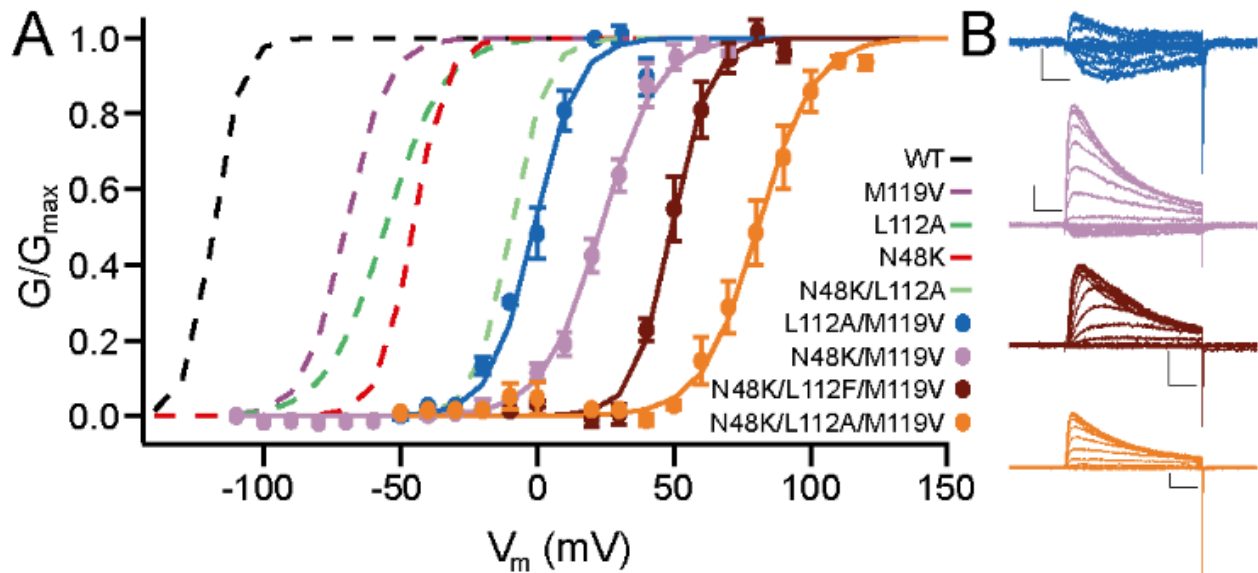 A
B
G/Gmax
1.0
0.8
0.6
0.4
0.2
0.0
-100
-50
0
50
100
150
Vm (mV)
WT
M119V
L112A
N48K
N48K/L112A
L112A/M119V
N48K/M119V
N48K/L112F/M119V
N48K/L112A/M119V